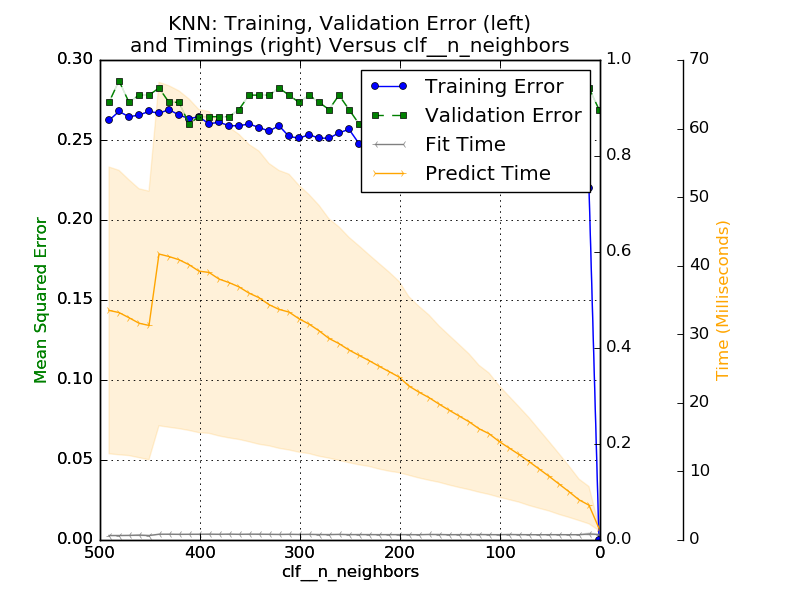 KNN: Training, Validation Error (left)
and Timings (right) Versus clf__n_neighbors
Training Error
Validation Error
Fit Time
Predict Time
Mean Squared Error
0.30
0.25
0.20
0.15
0.10
0.05
0.00
1.0
0.8
0.6
0.4
0.2
0.0
70
60
50
40
30
20
10
0
Time (Milliseconds)
500 400 300 200 100 0
clf__n_neighbors